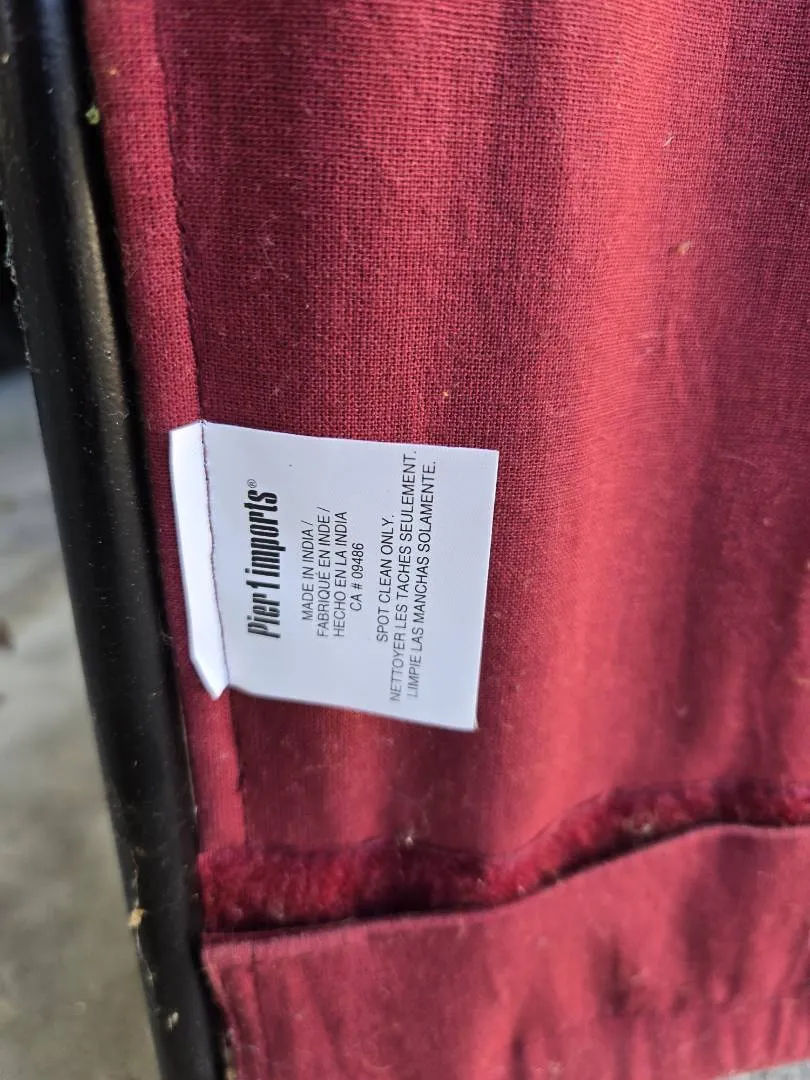 Pier 1 imports®
MADE IN INDIA /
FABRIQUÉ EN INDE /
HECHO EN LA INDIA
CA # 09486
SPOT CLEAN ONLY.
NETTOYER LES TACHES SEULEMENT.
LIMPIE LAS MANCHAS SOLAMENTE.